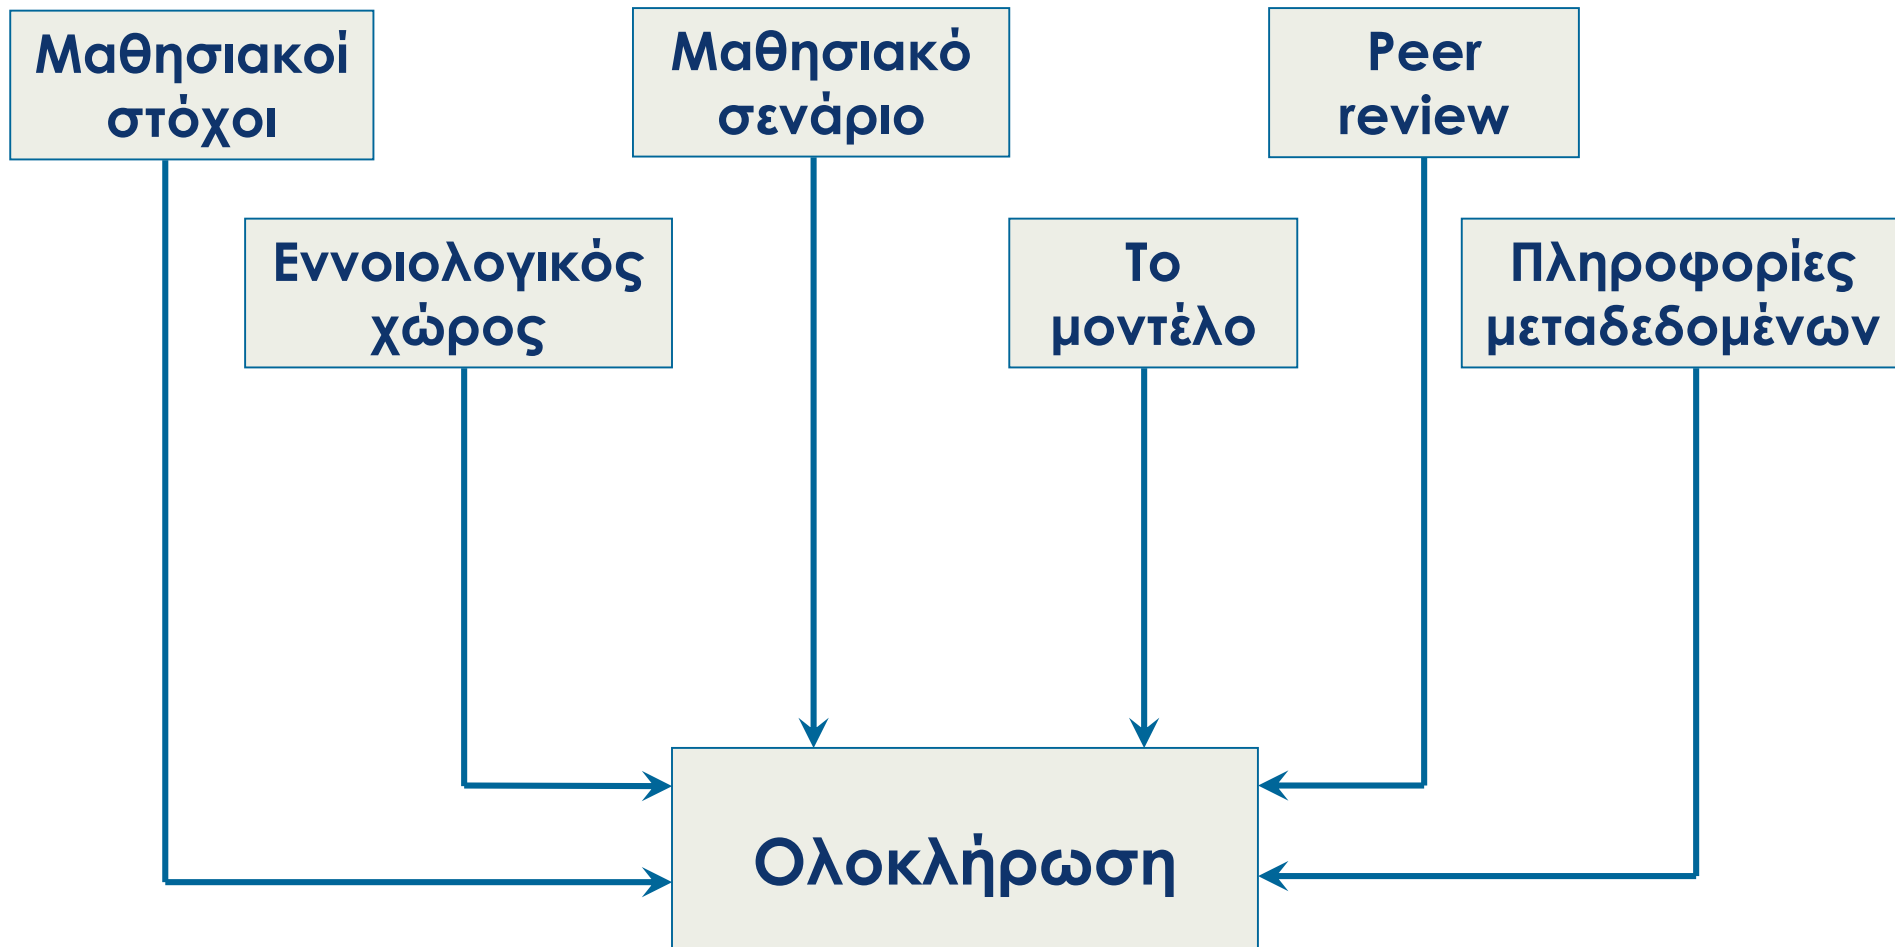 Μαθησιακοί
στόχοι
Μαθησιακό
σενάριο
Peer
review
Εννοιολογικός
χώρος
Το
μοντέλο
Πληροφορίες
μεταδεδομένων
Ολοκλήρωση